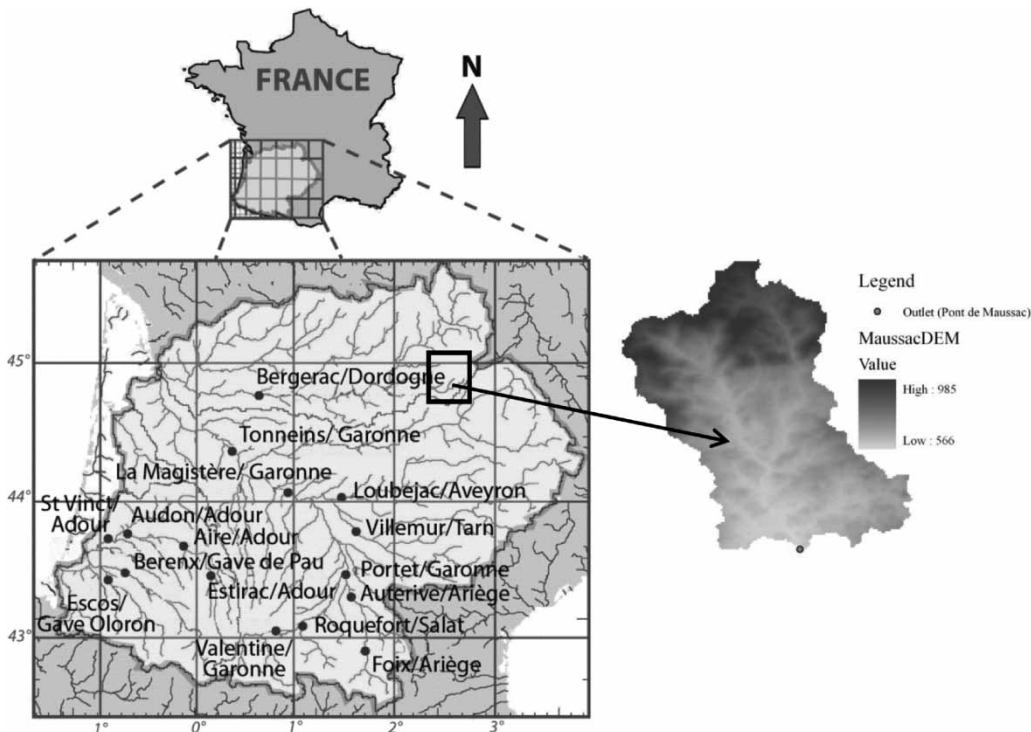 FRANCE
N
45°
44°
43°
1°
0°
1°
2°
3°
Bergerac/Dordogne
Tonneins/ Garonne
La Magistère/ Garonne
Loubejac/Aveyron
St Vinct/
Adour
Audon/Adour
Aire/Adour
Villemur/Tarn
Berenx/Gave de Pau
Portet/Garonne
Estirac/Adour
Auterive/Ariège
Escos/
Gave Oloron
Roquefort/Salat
Valentine/
Garonne
Foix/Ariège
Legend
Outlet (Pont de Maussac)
MaussacDEM
Value
High : 985
Low : 566